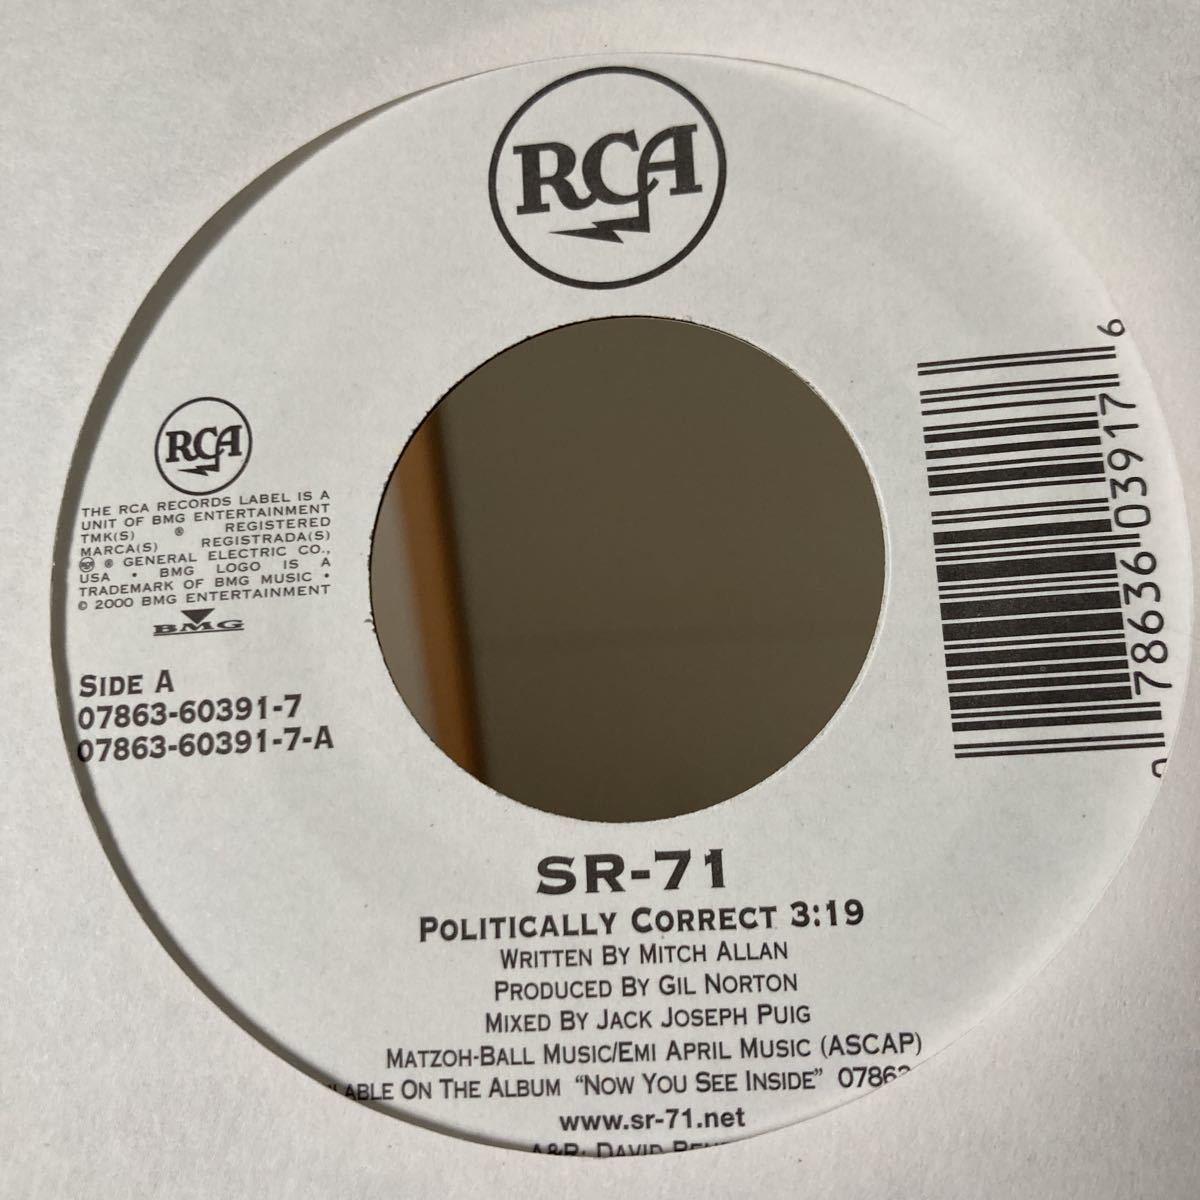 RCA
RCA
THE RCA RECORDS LABEL IS A
UNIT OF BMG ENTERTAINMENT
TMK(S) ® REGISTERED
MARCA(S) REGISTRADA(S)
RCA ® GENERAL ELECTRIC CO.,
USA • BMG LOGO IS A
TRADEMARK OF BMG MUSIC •
© 2000 BMG ENTERTAINMENT
BMG
SIDE A
07863-60391-7
07863-60391-7-A
0 78636 03917 6
SR-71
POLITICALLY CORRECT 3:19
WRITTEN BY MITCH ALLAN
PRODUCED BY GIL NORTON
MIXED BY JACK JOSEPH PUIG
MATZOH-BALL MUSIC/EMI APRIL MUSIC (ASCAP)
ON THE ALBUM “NOW YOU SEE INSIDE”
www.sr-71.net
A&R: DAVID